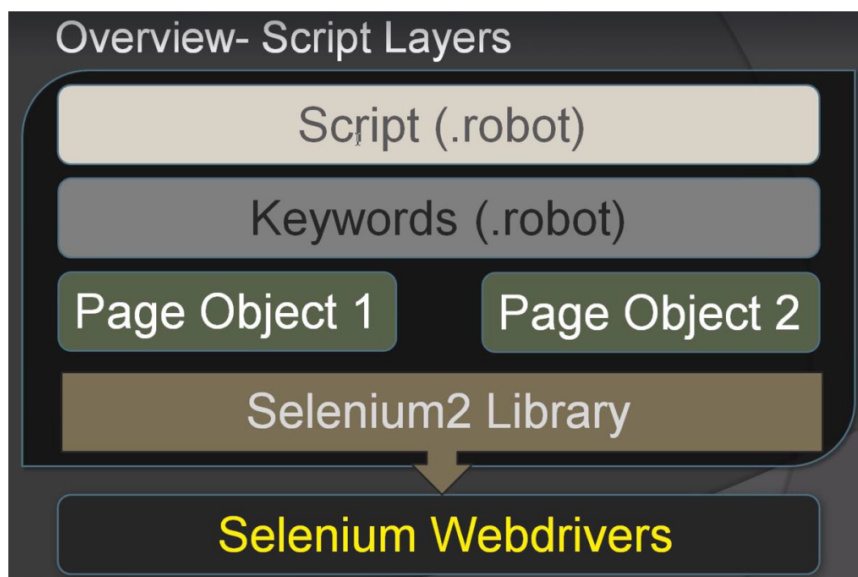 Overview- Script Layers
Script (.robot)
Keywords (.robot)
Page Object 1
Page Object 2
Selenium2 Library
Selenium Webdrivers